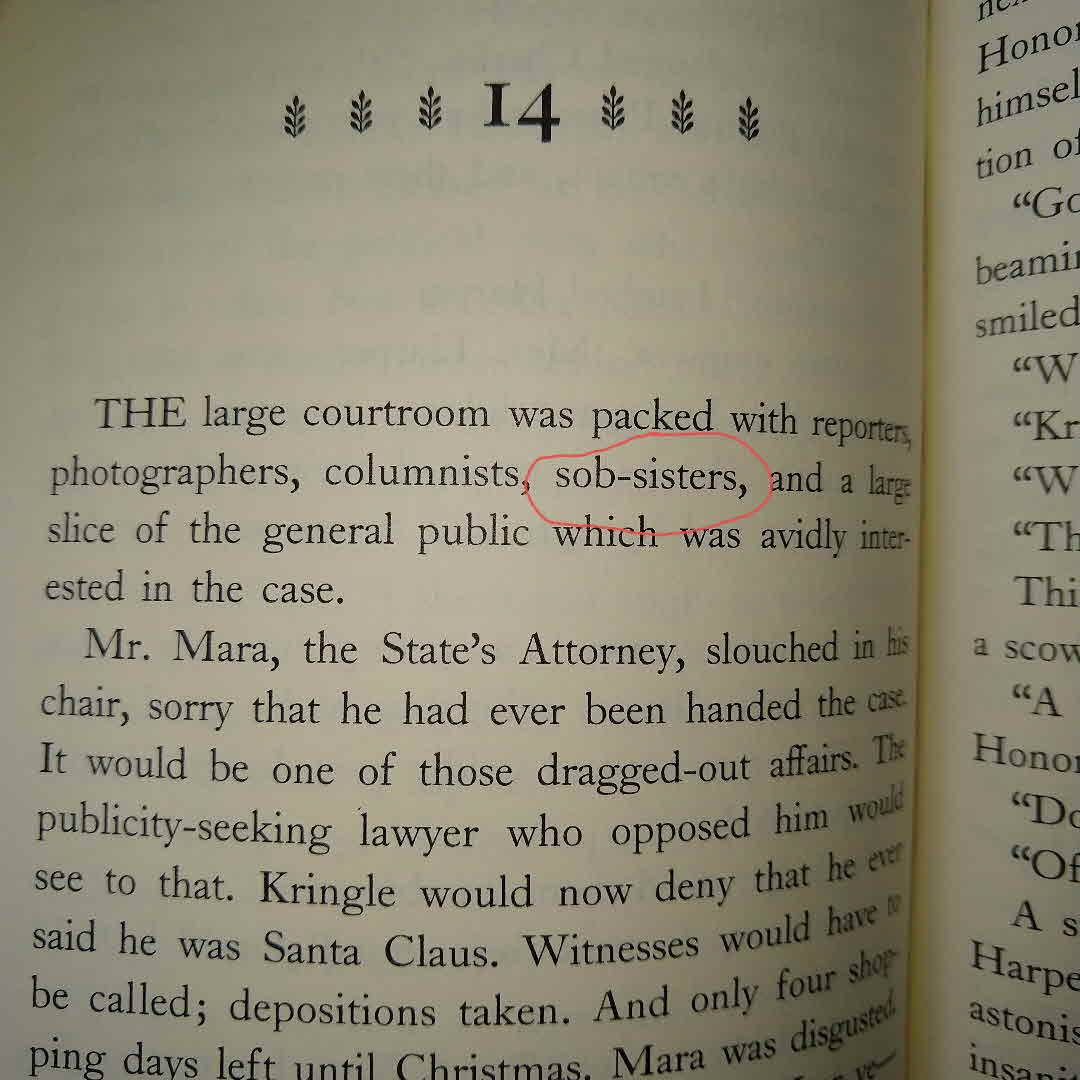 14
THE large courtroom was packed with reporters,
photographers, columnists, sob-sisters, and a large
slice of the general public which was avidly inter-
ested in the case.
Mr. Mara, the State's Attorney, slouched in his
chair, sorry that he had ever been handed the case.
It would be one of those dragged-out affairs. The
publicity-seeking lawyer who opposed him would
see to that. Kringle would now deny that he ever
said he was Santa Claus. Witnesses would have to
be called; depositions taken. And only four shop-
ping days left until Christmas. Mara was disgusted.
Honor
himsel
tion of
“Go
beamin
smiled
“W
“Kr
“W
“Th
Thi
a scow
“A
Honor
“Do
“Of
A s
Harpe
astonis